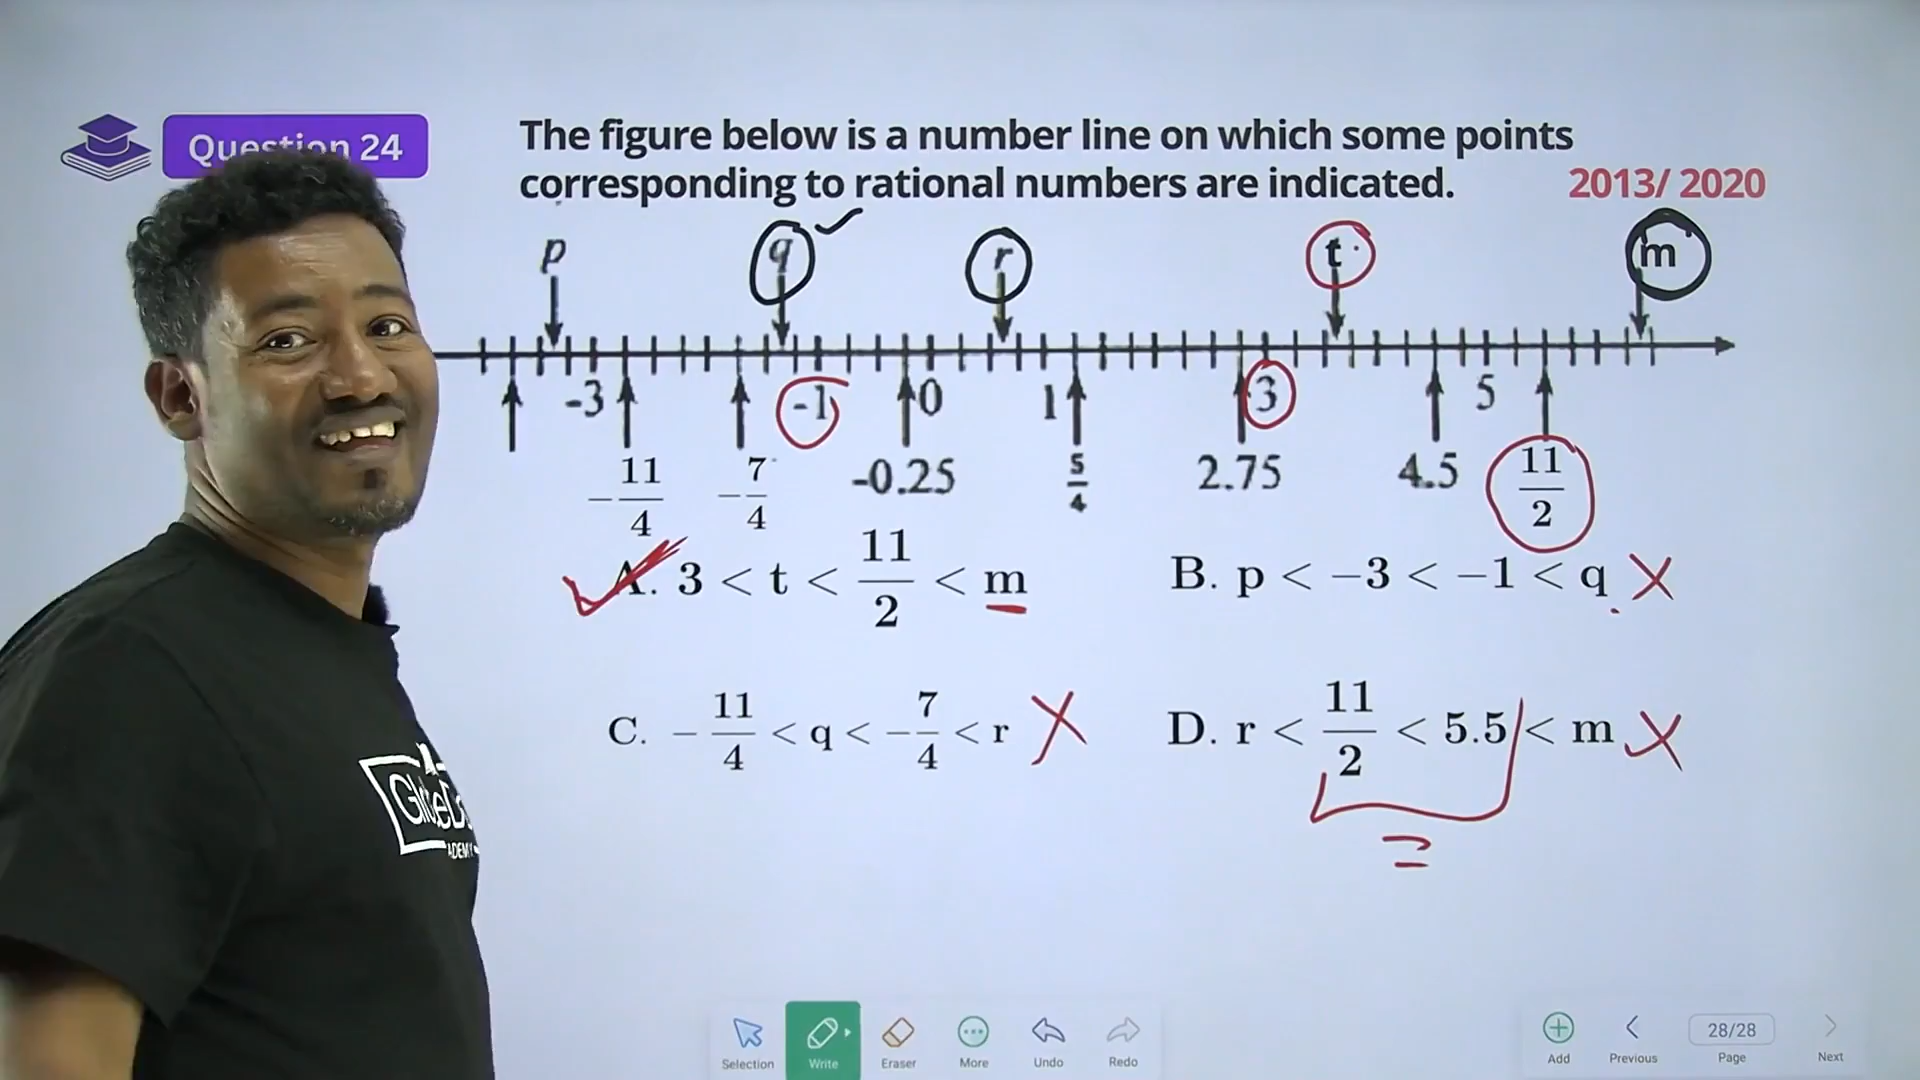 Question 24
The figure below is a number line on which some points
corresponding to rational numbers are indicated.
2013/ 2020
p q r t m
-3 -1 0 1 3 5
-11/4 -7/4 -0.25 5/4 2.75 4.5 11/2
A. 3 < t < 11/2 < m
B. p < −3 < −1 < q
C. −11/4 < q < −7/4 < r
D. r < 11/2 < 5.5 < m
=
Selection Write Eraser More Undo Redo
Add Previous 28/28 Page Next